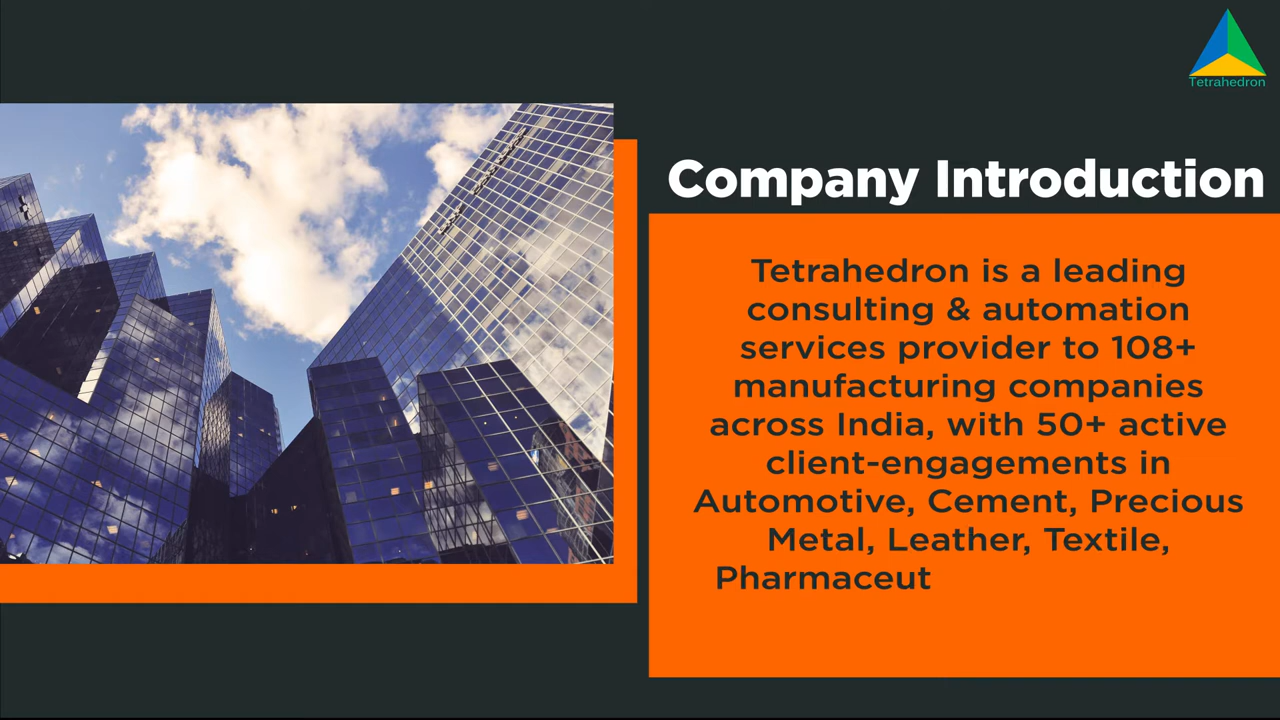 Tetrahedron
Company Introduction
Tetrahedron is a leading
consulting & automation
services provider to 108+
manufacturing companies
across India, with 50+ active
client-engagements in
Automotive, Cement, Precious
Metal, Leather, Textile,
Pharmaceut